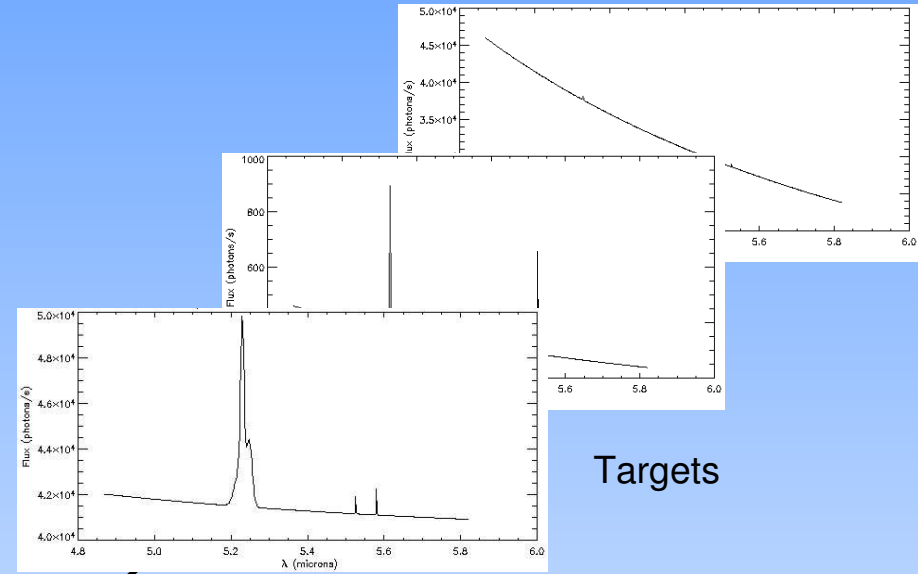 5.0×10⁴
4.5×10⁴
4.0×10⁴
3.5×10⁴
lux (photons/s)
5.6 5.8 6.0
1000
800
600
Flux (photons/s)
5.6 5.8 6.0
5.0×10⁴
4.8×10⁴
4.6×10⁴
4.4×10⁴
4.2×10⁴
4.0×10⁴
Flux (photons/s)
4.8 5.0 5.2 5.4 5.6 5.8 6.0
λ (microns)
Targets